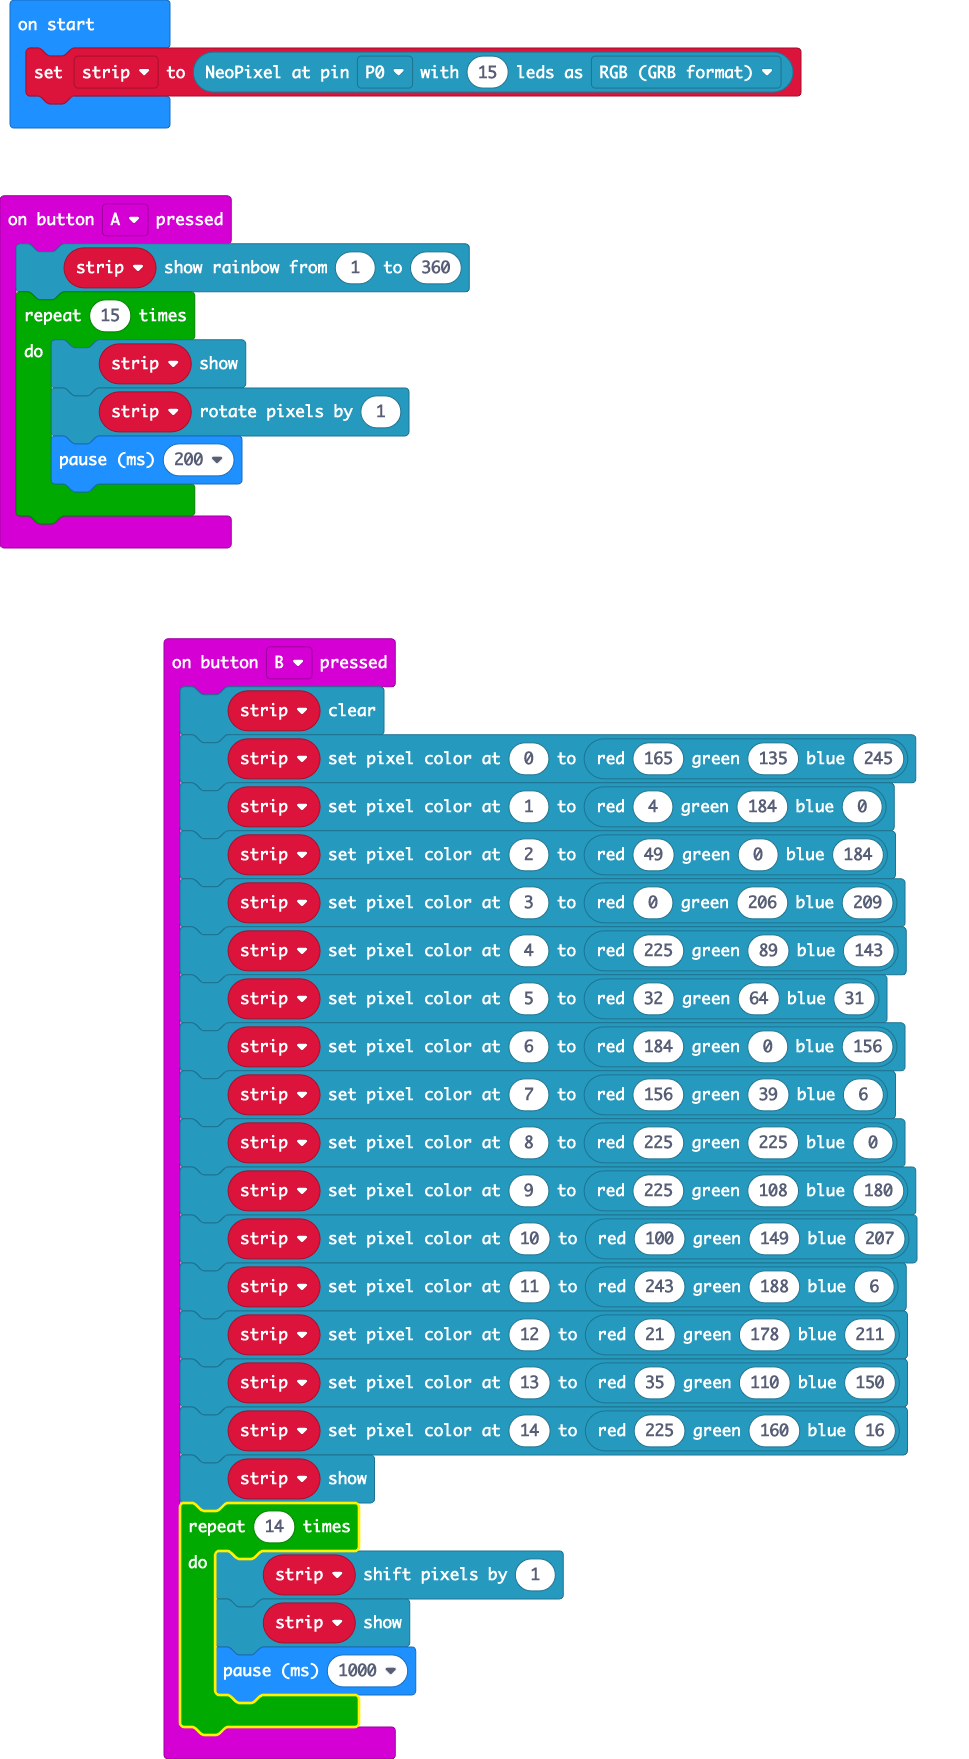 on start
set strip to NeoPixel at pin P0 with 15 leds as RGB (GRB format)
on button A pressed
strip show rainbow from 1 to 360
repeat 15 times
do
strip show
strip rotate pixels by 1
pause (ms) 200
on button B pressed
strip clear
strip set pixel color at 0 to red 165 green 135 blue 245
strip set pixel color at 1 to red 4 green 184 blue 0
strip set pixel color at 2 to red 49 green 0 blue 184
strip set pixel color at 3 to red 0 green 206 blue 209
strip set pixel color at 4 to red 225 green 89 blue 143
strip set pixel color at 5 to red 32 green 64 blue 31
strip set pixel color at 6 to red 184 green 0 blue 156
strip set pixel color at 7 to red 156 green 39 blue 6
strip set pixel color at 8 to red 225 green 225 blue 0
strip set pixel color at 9 to red 225 green 108 blue 180
strip set pixel color at 10 to red 100 green 149 blue 207
strip set pixel color at 11 to red 243 green 188 blue 6
strip set pixel color at 12 to red 21 green 178 blue 211
strip set pixel color at 13 to red 35 green 110 blue 150
strip set pixel color at 14 to red 225 green 160 blue 16
strip show
repeat 14 times
do
strip shift pixels by 1
strip show
pause (ms) 1000